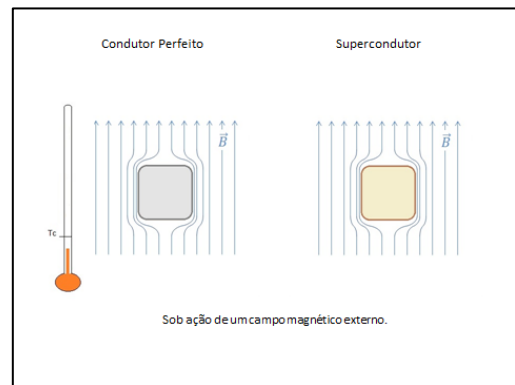 Condutor Perfeito
Supercondutor
B
B
Tc
Sob ação de um campo magnético externo.